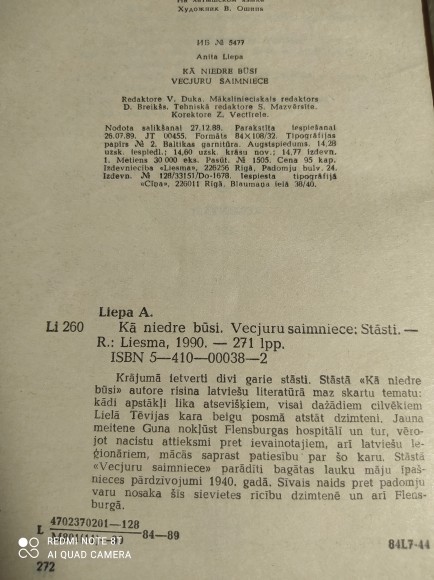 На латышском языке
Художник В. Ошиня
ИБ № 5477
Anita Liepa
KĀ NIEDRE BŪSI
VECJURU SAIMNIECE
Redaktore V. Duka. Mākslinieciskais redaktors
D. Breikšs. Tehniskā redaktore S. Mazvērsīte.
Korektore Z. Vectirele.
Nodota salikšanai 27.12.88. Parakstīta iespiešanai
26.09.89. JT 00455. Formāts 84×108/32. Tipogrāfijas
papīrs № 2. Baltikas garnitūra. Augstspiedums. 14,28
uzsk. iespiedl.; 14,60 uzsk. krāsu nov.; 14,77 izdevn.
l. Metiens 30 000 eks. Pasūt. № 1505. Cena 95 kap.
Izdevniecība «Liesma», 226256 Rīgā, Padomju bulv. 24.
Izdevn. № 128/33151/Do-1678. Iespiesta tipogrāfijā
«Cīņa», 226011 Rīgā, Blaumaņa ielā 38/40.
Liepa A.
Li 260 Kā niedre būsi. Vecjuru saimniece: Stāsti. —
R.: Liesma, 1990. — 271 lpp.
ISBN 5—410—00038—2
Krājumā ietverti divi garie stāsti. Stāstā «Kā niedre
būsi» autore risina latviešu literatūrā maz skartu tematu:
kādi apstākļi lika atsevišķiem, visai dažādiem cilvēkiem
Lielā Tēvijas kara beigu posmā atstāt dzimteni. Jauna
meitene Guna nokļūst Flensburgas hospitālī un tur, vēro-
jot nacistu attieksmi pret ievainotajiem, arī latviešu le-
ģionāriem, mācās saprast patiesību par šo karu. Stāstā
«Vecjuru saimniece» parādīti bagātas lauku māju īpaš-
nieces pārdzīvojumi 1940. gadā. Sīvais naids pret padomju
varu nosaka šīs sievietes rīcību dzimtenē un arī Flens-
burgā.
L 4702370201—128 84—89
84L7-44
REDMI NOTE 8T
AI QUAD CAMERA
272